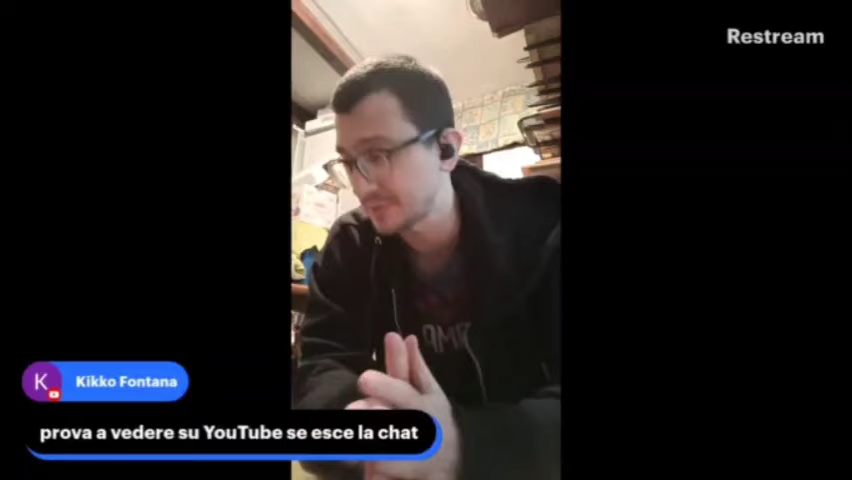 Restream
K
Kikko Fontana
prova a vedere su YouTube se esce la chat